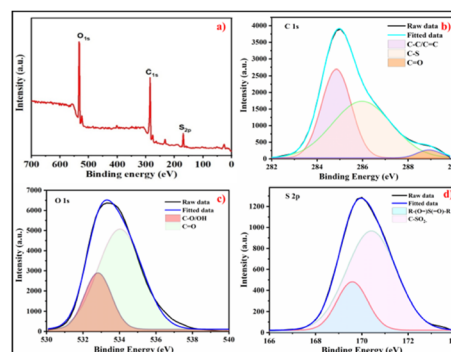 a)
O1s
C1s
S2p
Intensity (a.u.)
700 600 500 400 300 200 100 0
Binding energy (eV)
C 1s
b)
Raw data
Fitted data
C-C/C=C
C-S
C=O
4000
3500
3000
2500
2000
1500
1000
500
0
Intensity (a.u.)
282 284 286 288
Binding energy (eV)
O 1s
c)
Raw data
Fitted data
C-O/OH
C=O
7000
6000
5000
4000
3000
2000
1000
0
Intensity (a.u.)
530 532 534 536 538 540
Binding energy (eV)
S 2p
d)
Raw data
Fitted data
R-(O=)S(=O)-R
C-SO3
1200
1000
800
600
400
200
0
Intensity (a.u.)
166 168 170 172
Binding energy (eV)